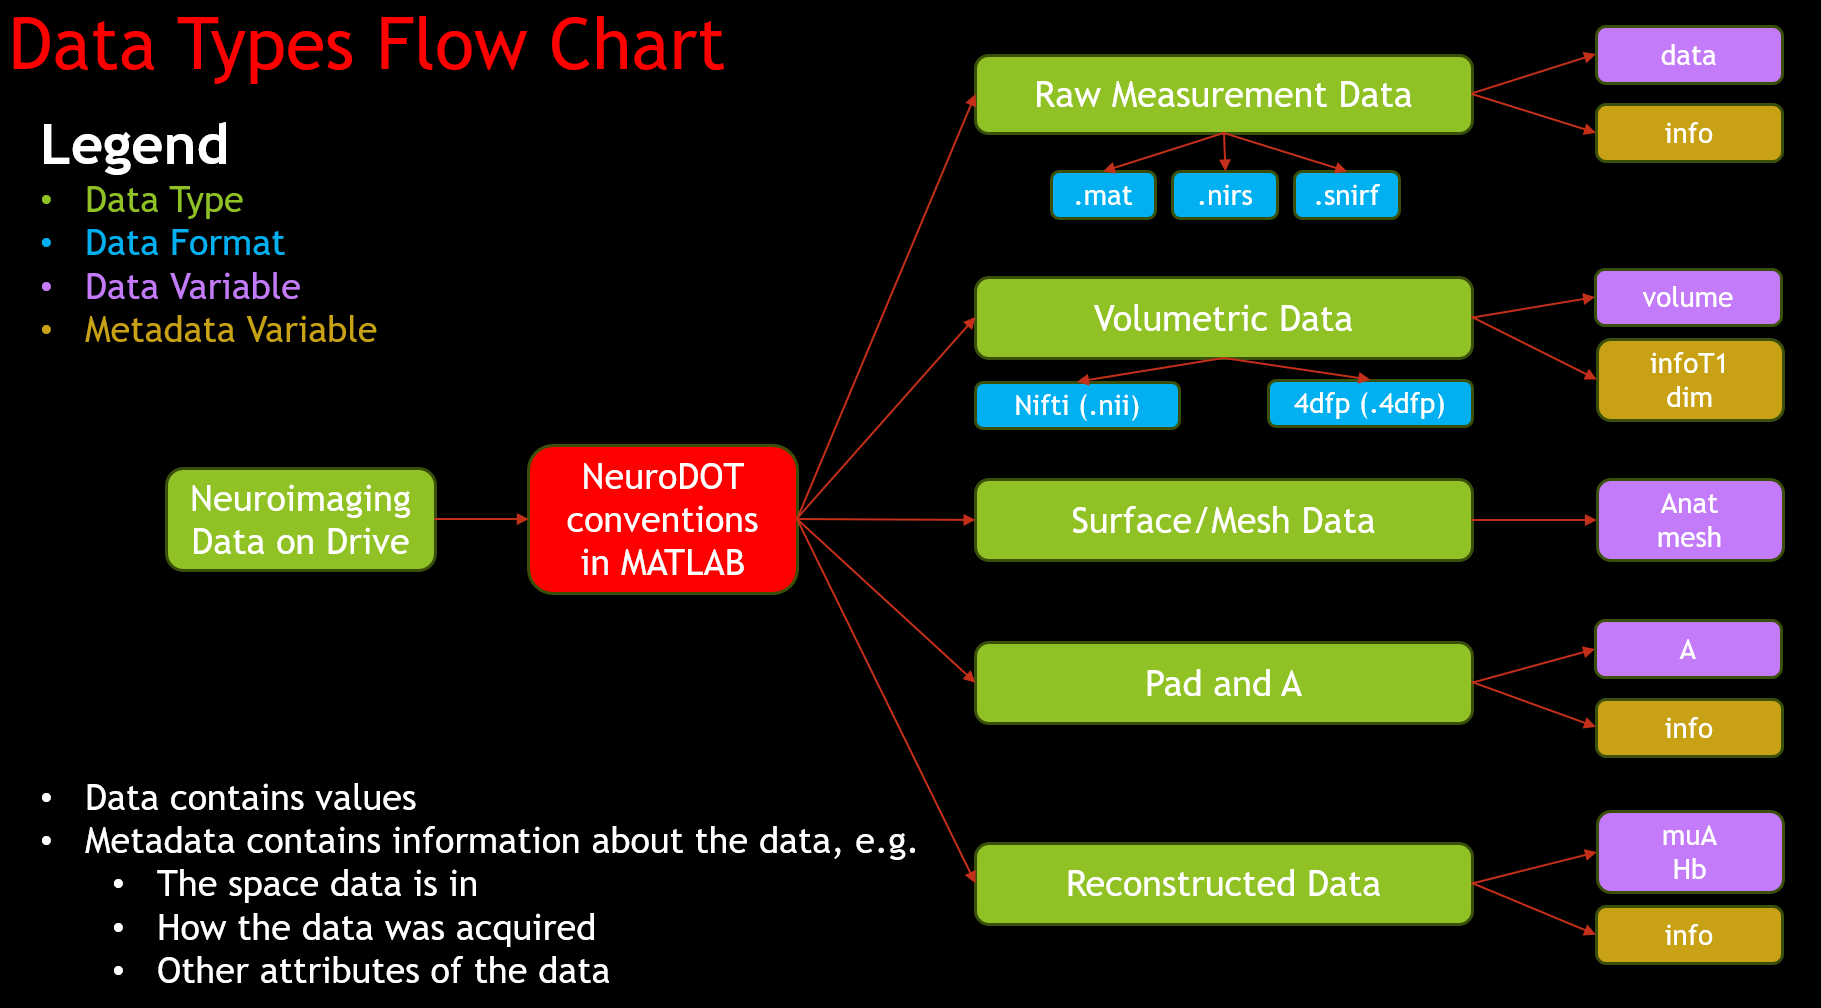 Data Types Flow Chart
Legend
• Data Type
• Data Format
• Data Variable
• Metadata Variable
Neuroimaging
Data on Drive
NeuroDOT
conventions
in MATLAB
Raw Measurement Data
.mat
.nirs
.snirf
data
info
Volumetric Data
Nifti (.nii)
4dfp (.4dfp)
volume
infoT1
dim
Surface/Mesh Data
Anat
mesh
Pad and A
A
info
Reconstructed Data
muA
Hb
info
• Data contains values
• Metadata contains information about the data, e.g.
• The space data is in
• How the data was acquired
• Other attributes of the data